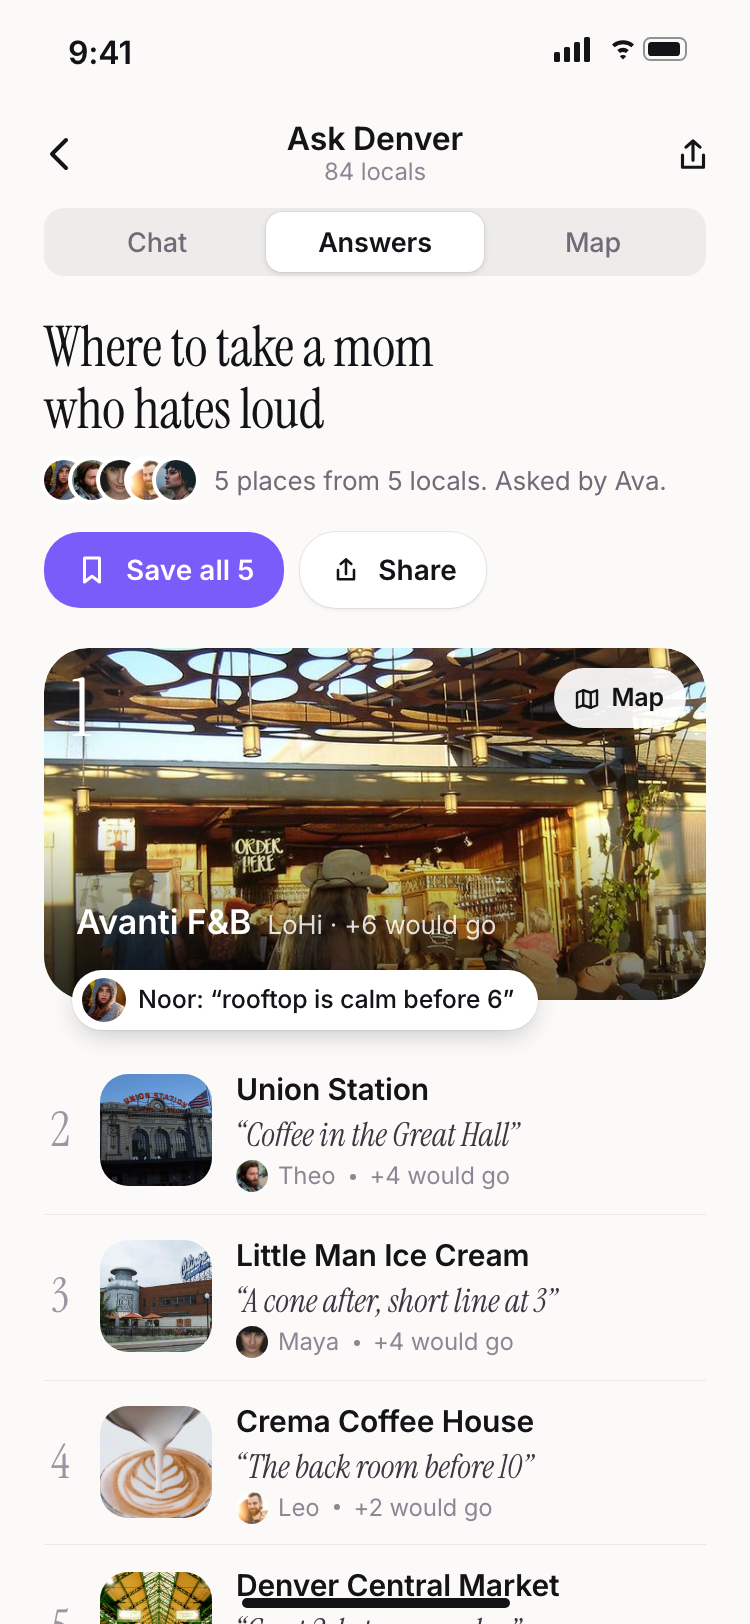 9:41
Ask Denver
84 locals
Chat
Answers
Map
Where to take a mom
who hates loud
5 places from 5 locals. Asked by Ava.
Save all 5
Share
1
Map
EXIT
ORDER
HERE
Avanti F&B LoHi · +6 would go
Noor: “rooftop is calm before 6”
2
UNION STATION
Union Station
“Coffee in the Great Hall”
Theo • +4 would go
3
Little Man Ice Cream
“A cone after, short line at 3”
Maya • +4 would go
4
Crema Coffee House
“The back room before 10”
Leo • +2 would go
5
Denver Central Market